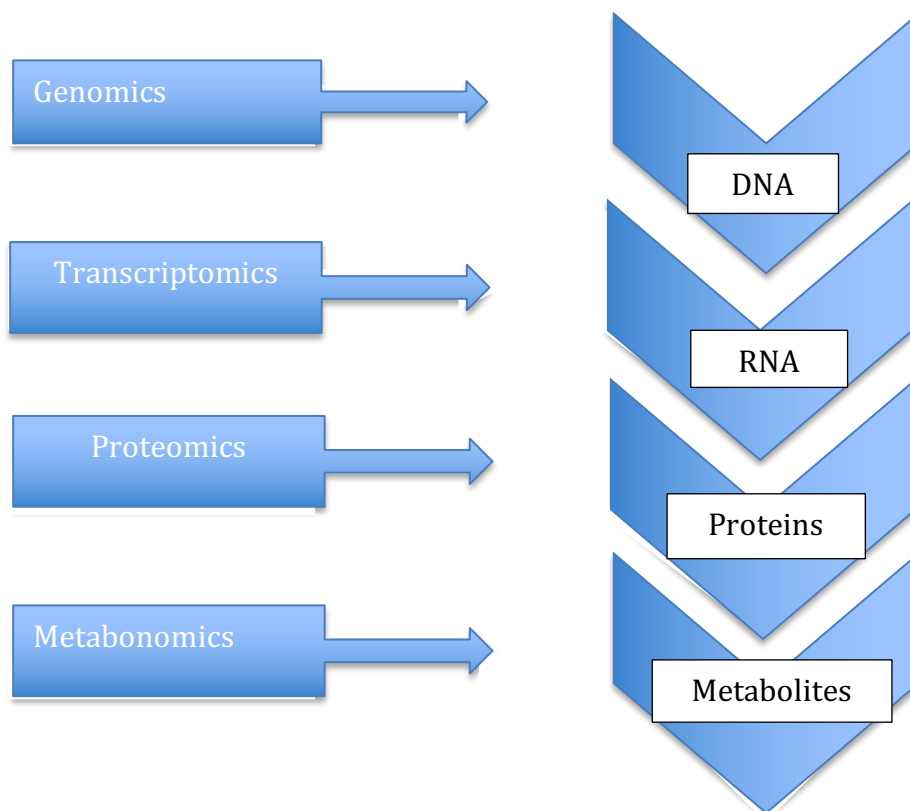 Genomics
DNA
Transcriptomics
RNA
Proteomics
Proteins
Metabonomics
Metabolites